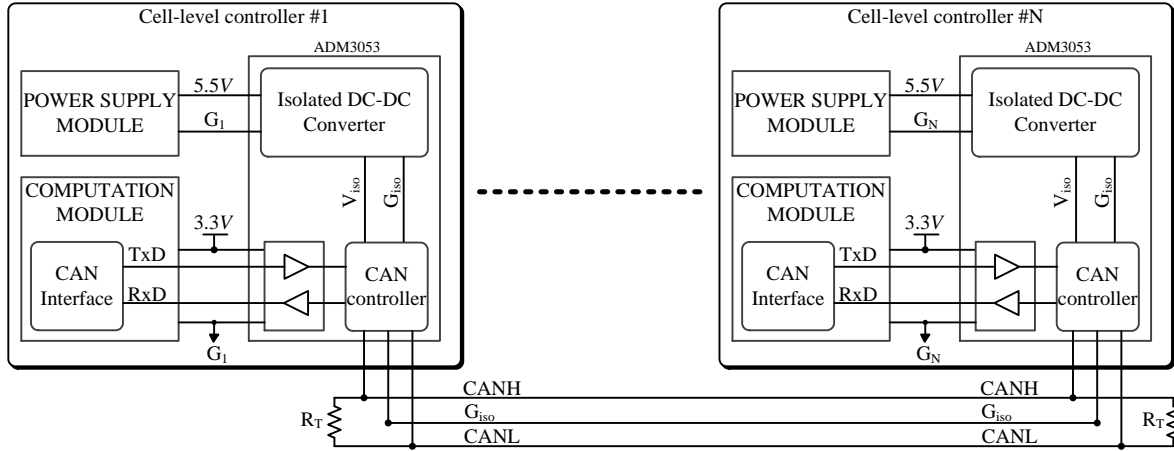 Cell-level controller #1
ADM3053
POWER SUPPLY
MODULE
5.5V
G1
Isolated DC-DC
Converter
Viso
Giso
COMPUTATION
MODULE
3.3V
CAN
Interface
TxD
RxD
CAN
controller
G1
Cell-level controller #N
ADM3053
POWER SUPPLY
MODULE
5.5V
GN
Isolated DC-DC
Converter
Viso
Giso
COMPUTATION
MODULE
3.3V
CAN
Interface
TxD
RxD
CAN
controller
GN
CANH
CANH
RT
Giso
Giso
RT
CANL
CANL